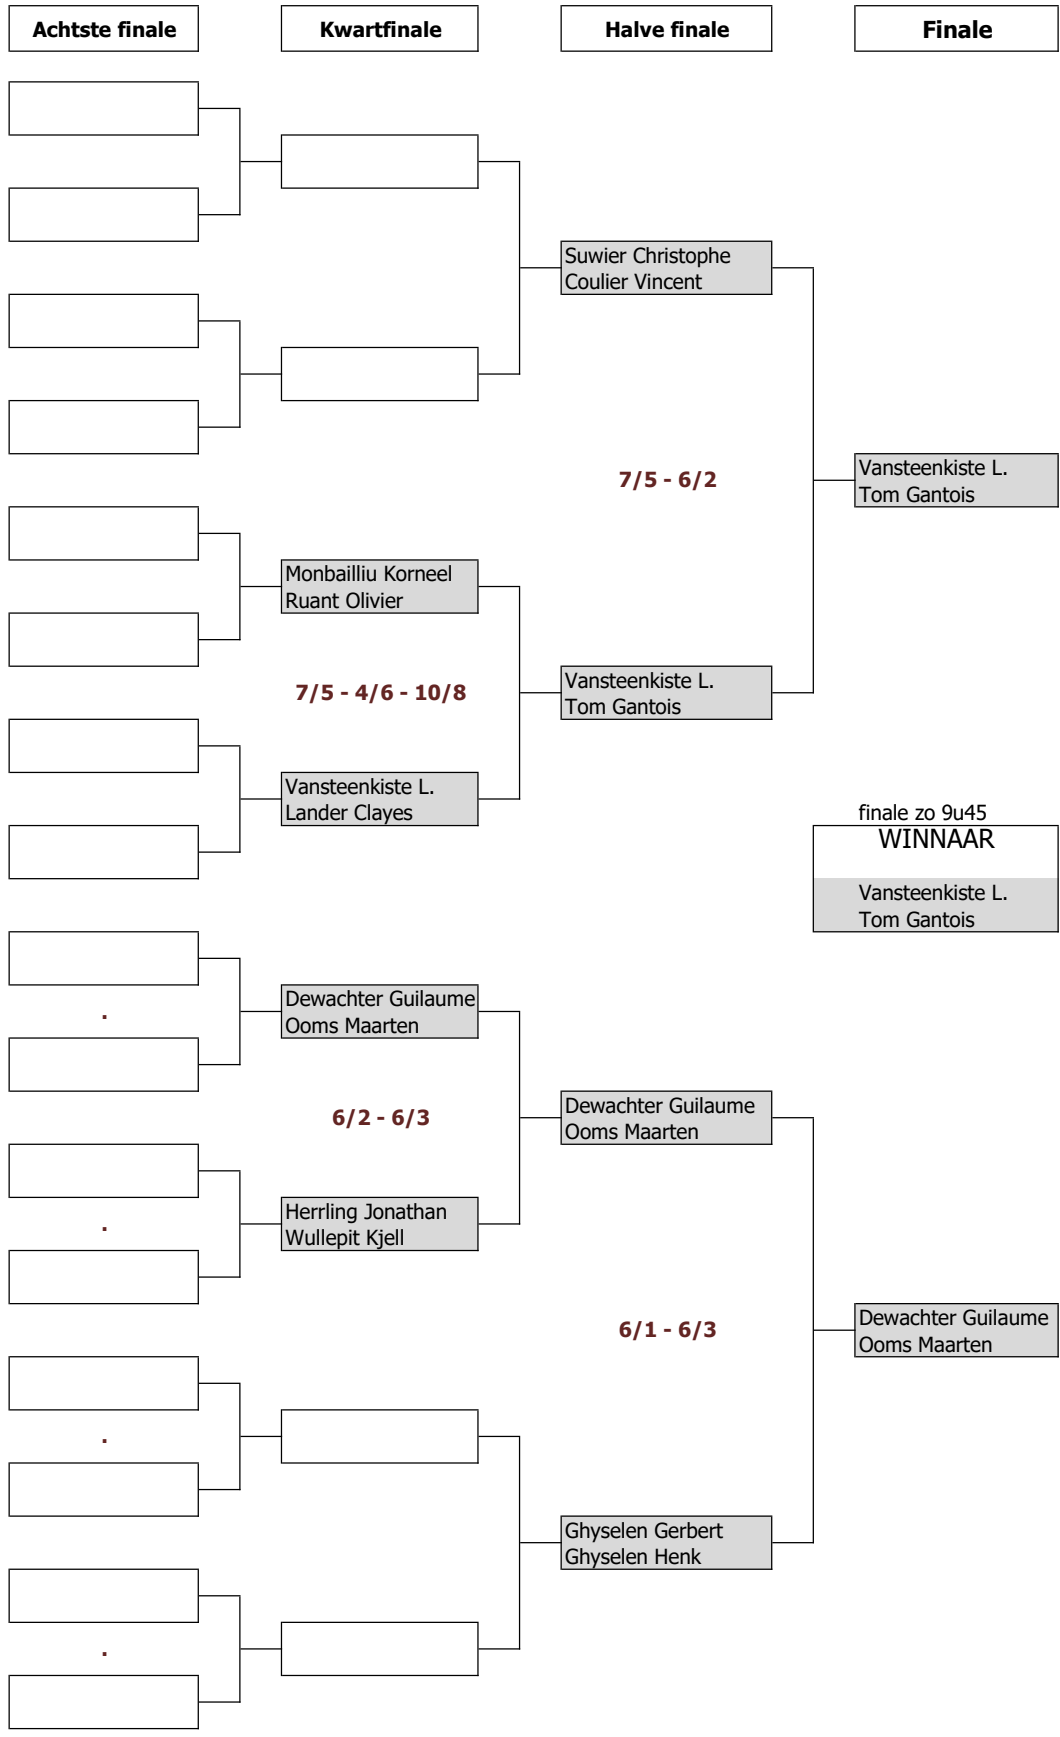 Achtste finale
Kwartfinale
Halve finale
Finale
Suwier Christophe
Coulier Vincent
7/5 - 6/2
Vansteenkiste L.
Tom Gantois
Monbailliu Korneel
Ruant Olivier
7/5 - 4/6 - 10/8
Vansteenkiste L.
Tom Gantois
Vansteenkiste L.
Lander Clayes
finale zo 9u45
WINNAAR
Vansteenkiste L.
Tom Gantois
.
Dewachter Guilaume
Ooms Maarten
6/2 - 6/3
Dewachter Guilaume
Ooms Maarten
.
Herrling Jonathan
Wullepit Kjell
6/1 - 6/3
Dewachter Guilaume
Ooms Maarten
.
Ghyselen Gerbert
Ghyselen Henk
.